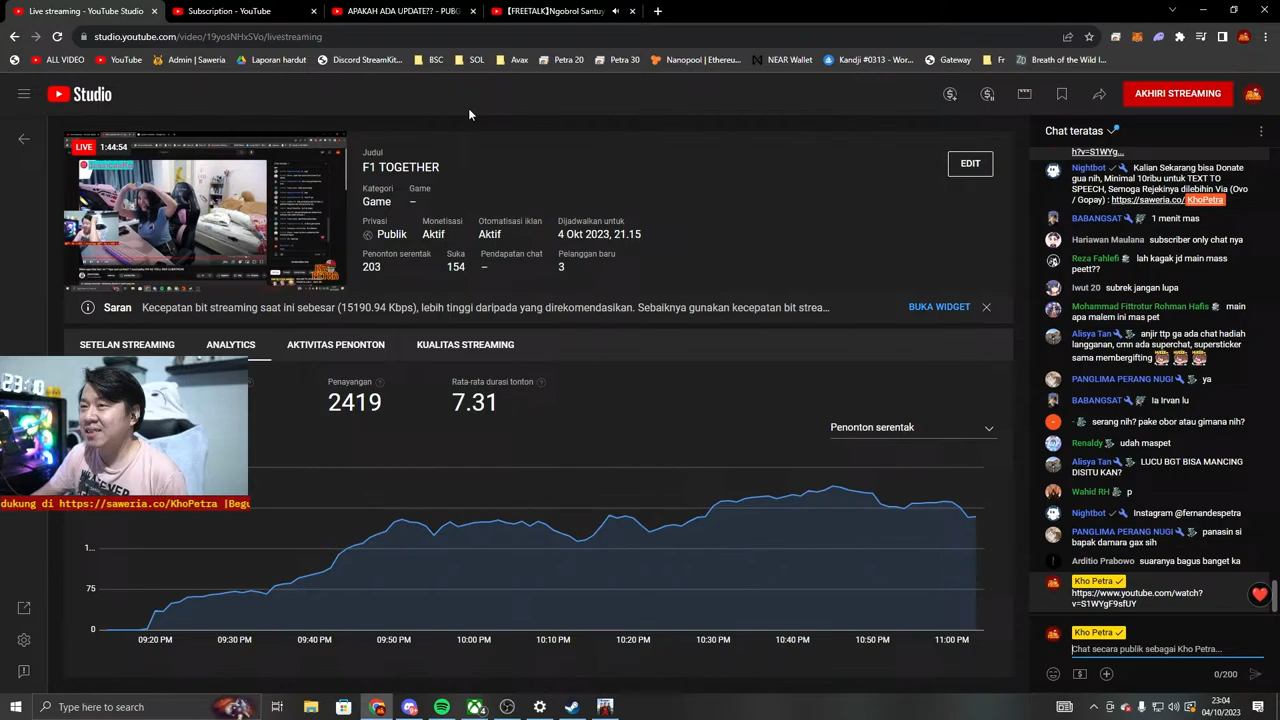 Live streaming - YouTube Studio
Subscription - YouTube
APAKAH ADA UPDATE?? - PUBG
【FREETALK】Ngobrol Santuy
studio.youtube.com/video/19yosNHxSVo/livestreaming
ALL VIDEO
YouTube
Admin | Saweria
Laporan hardut
Discord StreamKit...
BSC
SOL
Avax
Petra 20
Petra 30
Nanopool | Ethereu...
NEAR Wallet
Kandji #0313 - Wor...
Gateway
Fr
Breath of the Wild I...
Studio
AKHIRI STREAMING
LIVE
1:44:54
Judul
F1 TOGETHER
EDIT
Kategori
Game
Game
–
Privasi
Monetisasi
Otomatisasi iklan
Dijadwalkan untuk
Publik
Aktif
Aktif
4 Okt 2023, 21.15
Penonton serentak
Suka
Pendapatan chat
Pelanggan baru
203
154
–
3
Saran
Kecepatan bit streaming saat ini sebesar (15190.94 Kbps), lebih tinggi daripada yang direkomendasikan. Sebaiknya gunakan kecepatan bit strea...
BUKA WIDGET
SETELAN STREAMING
ANALYTICS
AKTIVITAS PENONTON
KUALITAS STREAMING
Penayangan
Rata-rata durasi tonton
2419
7.31
Penonton serentak
dukung di https://saweria.co/KhoPetra |Begu
1...
75
0
09:20 PM
09:30 PM
09:40 PM
09:50 PM
10:00 PM
10:10 PM
10:20 PM
10:30 PM
10:40 PM
10:50 PM
11:00 PM
Chat teratas
h?v=S1WYg...
Nightbot Kalian Sekarang bisa Donate
gua nih, Minimal 10ribu untuk TEXT TO
SPEECH, Semoga Rejekinya dilebihin Via (Ovo
/ Gopay) : https://saweria.co/KhoPetra
BABANGSAT 1 menit mas
Hariawan Maulana subscriber only chat nya
Reza Fahlefi lah kagak jd main mass
peett??
Iwut 20 subrek jangan lupa
Mohammad Fittrotur Rohman Hafis main
apa malem ini mas pet
Alisya Tan anjir ttp ga ada chat hadiah
langganan, cmn ada superchat, superstiker
sama membergifting
PANGLIMA PERANG NUGI ya
BABANGSAT la Irvan lu
- serang nih? pake obor atau gimana nih?
Renaldy udah maspet
Alisya Tan LUCU BGT BISA MANCING
DISITU KAN?
Wahid RH p
Nightbot Instagram @fernandespetra
PANGLIMA PERANG NUGI panasin si
bapak damara gax sih
Arditio Prabowo suaranya bagus banget ka
Kho Petra
https://www.youtube.com/watch?
v=S1WYgF9sfUY
Kho Petra
Chat secara publik sebagai Kho Petra...
0/200
Type here to search
23:04
04/10/2023